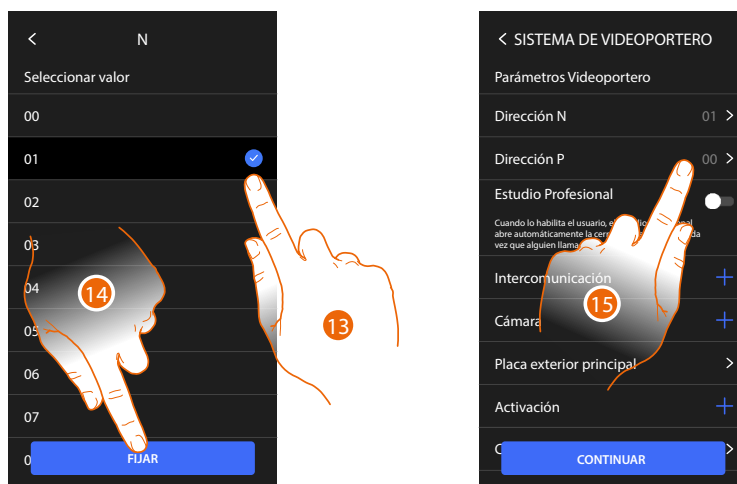 N
Seleccionar valor
00
01
02
03
04
05
06
07
0
FIJAR
14
13
SISTEMA DE VIDEOPORTERO
Parámetros Videoportero
Dirección N 01
Dirección P 00
Estudio Profesional
Cuando lo habilita el usuario, el
abre automáticamente la
vez que alguien llama
Intercomunicación
Cámara
Placa exterior principal
Activación
CONTINUAR
15